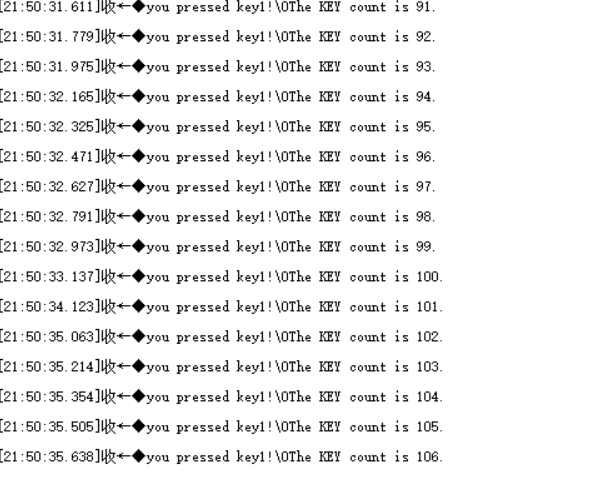 [21:50:31.611]收←◆you pressed key1!\0The KEY count is 91.
[21:50:31.779]收←◆you pressed key1!\0The KEY count is 92.
[21:50:31.975]收←◆you pressed key1!\0The KEY count is 93.
[21:50:32.165]收←◆you pressed key1!\0The KEY count is 94.
[21:50:32.325]收←◆you pressed key1!\0The KEY count is 95.
[21:50:32.471]收←◆you pressed key1!\0The KEY count is 96.
[21:50:32.627]收←◆you pressed key1!\0The KEY count is 97.
[21:50:32.791]收←◆you pressed key1!\0The KEY count is 98.
[21:50:32.973]收←◆you pressed key1!\0The KEY count is 99.
[21:50:33.137]收←◆you pressed key1!\0The KEY count is 100.
[21:50:34.123]收←◆you pressed key1!\0The KEY count is 101.
[21:50:35.063]收←◆you pressed key1!\0The KEY count is 102.
[21:50:35.214]收←◆you pressed key1!\0The KEY count is 103.
[21:50:35.354]收←◆you pressed key1!\0The KEY count is 104.
[21:50:35.505]收←◆you pressed key1!\0The KEY count is 105.
[21:50:35.638]收←◆you pressed key1!\0The KEY count is 106.